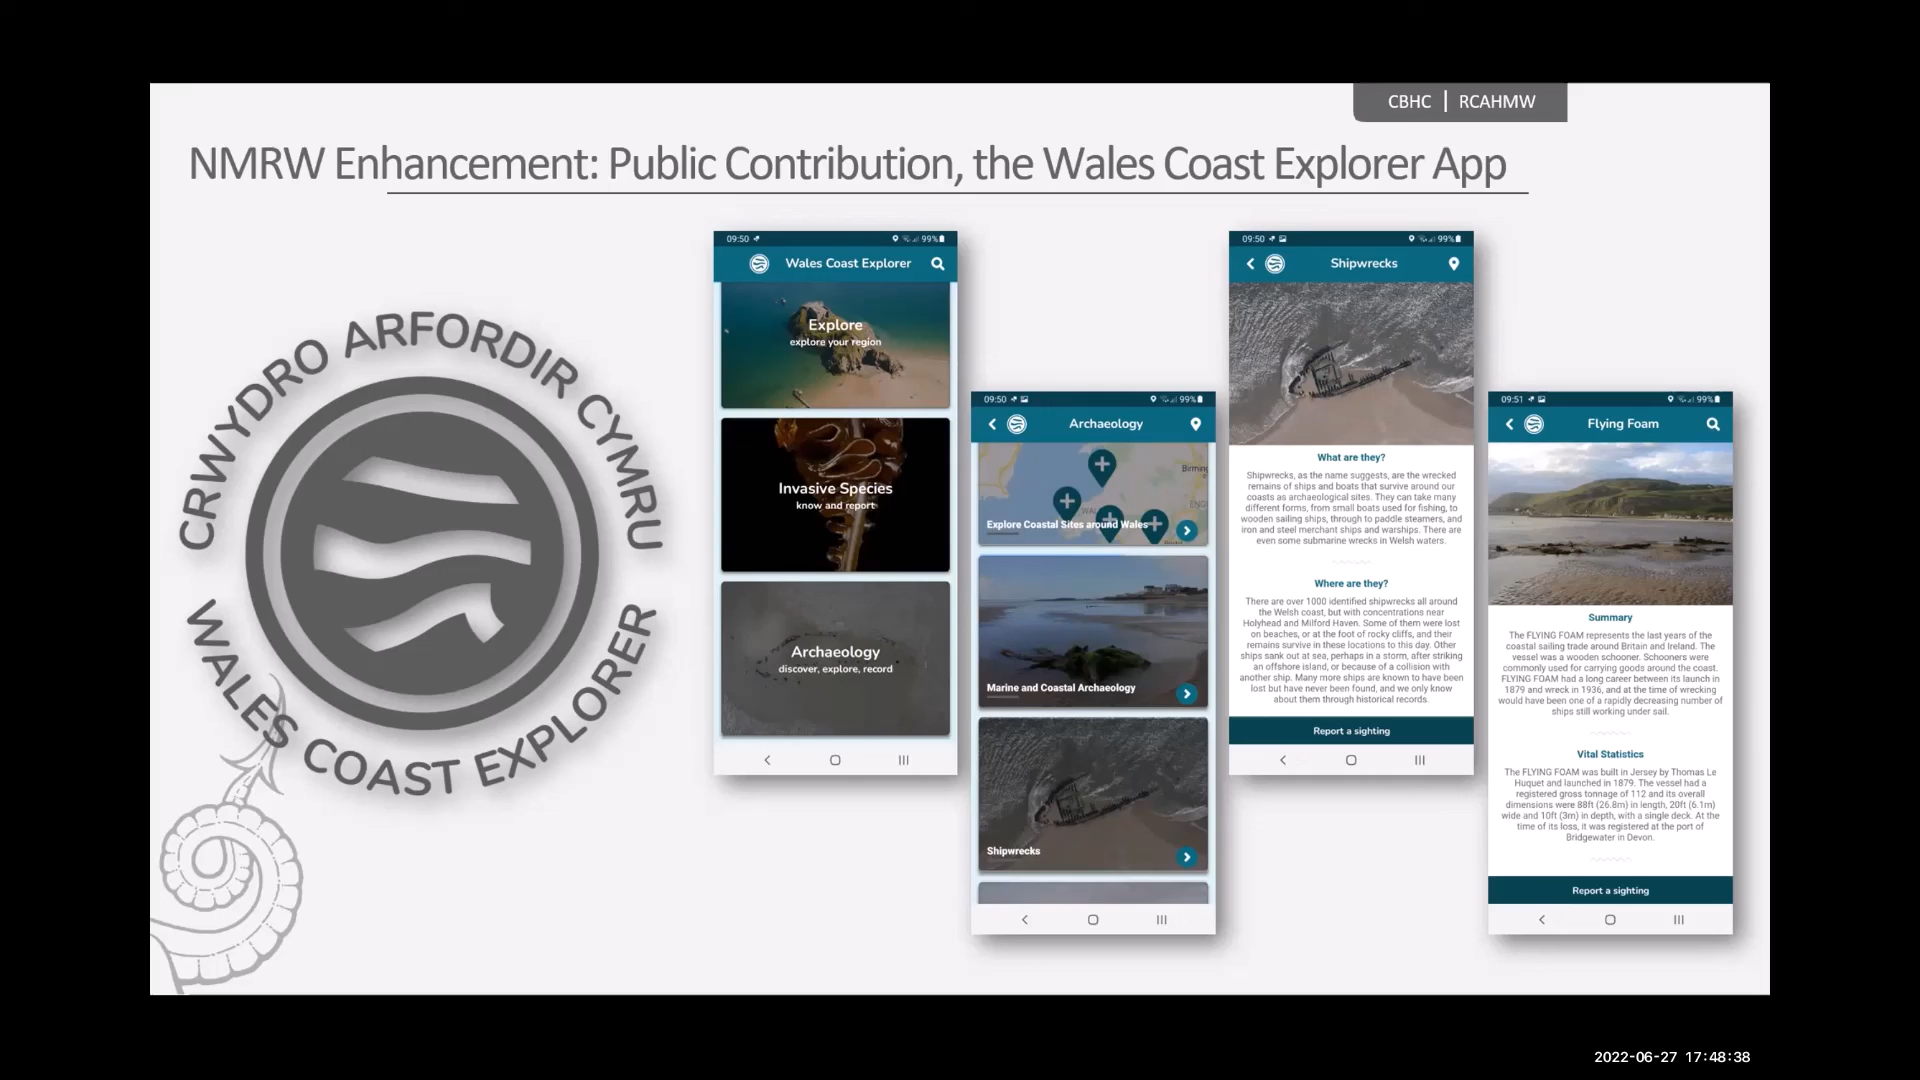 CBHC | RCAHMW
NMRW Enhancement: Public Contribution, the Wales Coast Explorer App
CRWYDRO ARFORDIR CYMRU
WALES COAST EXPLORER
09:50
99%
Wales Coast Explorer
Explore
explore your region
Invasive Species
know and report
Archaeology
discover, explore, record
09:50
99%
Archaeology
Birming
ENG
Explore Coastal Sites around Wales
Marine and Coastal Archaeology
Shipwrecks
09:50
99%
Shipwrecks
What are they?
Shipwrecks, as the name suggests, are the wrecked
remains of ships and boats that survive around our
coasts as archaeological sites. They can take many
different forms, from small boats used for fishing, to
wooden sailing ships, through to paddle steamers, and
iron and steel merchant ships and warships. There are
even some submarine wrecks in Welsh waters.
Where are they?
There are over 1000 identified shipwrecks all around
the Welsh coast, but with concentrations near
Holyhead and Milford Haven. Some of them were lost
on beaches, or at the foot of rocky cliffs, and their
remains survive in these locations to this day. Other
ships sank out at sea, perhaps in a storm, after striking
an offshore island, or because of a collision with
another ship. Many more ships are known to have been
lost but have never been found, and we only know
about them through historical records.
Report a sighting
09:51
99%
Flying Foam
Summary
The FLYING FOAM represents the last years of the
coastal sailing trade around Britain and Ireland. The
vessel was a wooden schooner. Schooners were
commonly used for carrying goods around the coast.
FLYING FOAM had a long career between its launch in
1879 and wreck in 1936, and at the time of wrecking
would have been one of a rapidly decreasing number of
ships still working under sail.
Vital Statistics
The FLYING FOAM was built in Jersey by Thomas Le
Huquet and launched in 1879. The vessel had a
registered gross tonnage of 112 and its overall
dimensions were 88ft (26.8m) in length, 20ft (6.1m)
wide and 10ft (3m) in depth, with a single deck. At the
time of its loss, it was registered at the port of
Bridgewater in Devon.
Report a sighting
2022-06-27 17:48:38